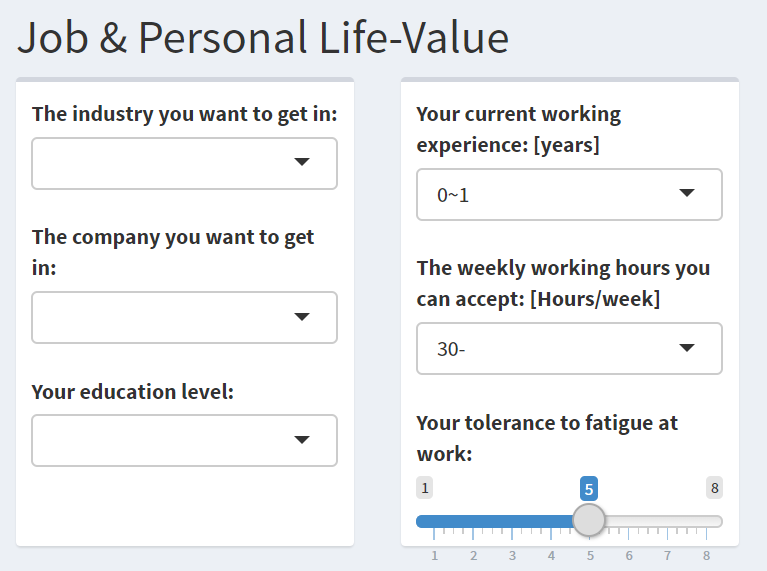 Job & Personal Life-Value
The industry you want to get in:
The company you want to get
in:
Your education level:
Your current working
experience: [years]
0~1
The weekly working hours you
can accept: [Hours/week]
30-
Your tolerance to fatigue at
work:
1 5 8
1 2 3 4 5 6 7 8